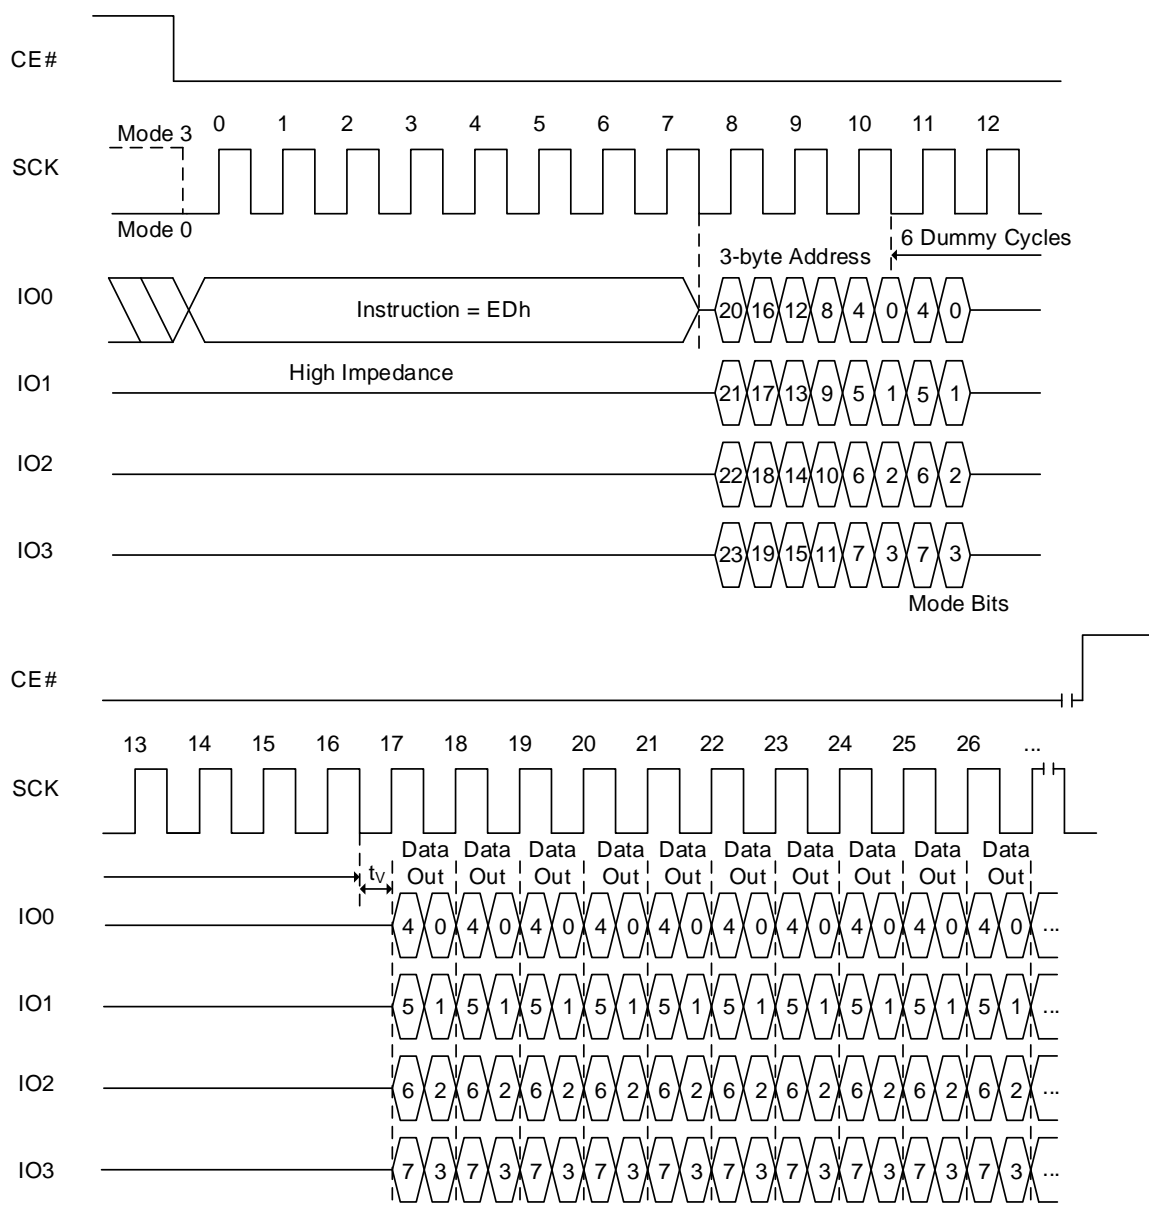 CE#
Mode 3 0 1 2 3 4 5 6 7 8 9 10 11 12
SCK
Mode 0
6 Dummy Cycles
3-byte Address
IO0 Instruction = EDh 20 16 12 8 4 0 4 0
IO1 High Impedance 21 17 13 9 5 1 5 1
IO2 22 18 14 10 6 2 6 2
IO3 23 19 15 11 7 3 7 3
Mode Bits
CE#
13 14 15 16 17 18 19 20 21 22 23 24 25 26 ...
SCK
Data Data Data Data Data Data Data Data Data Data
tV Out Out Out Out Out Out Out Out Out Out
IO0 4 0 4 0 4 0 4 0 4 0 4 0 4 0 4 0 4 0 4 0 ...
IO1 5 1 5 1 5 1 5 1 5 1 5 1 5 1 5 1 5 1 5 1 ...
IO2 6 2 6 2 6 2 6 2 6 2 6 2 6 2 6 2 6 2 6 2 ...
IO3 7 3 7 3 7 3 7 3 7 3 7 3 7 3 7 3 7 3 7 3 ...